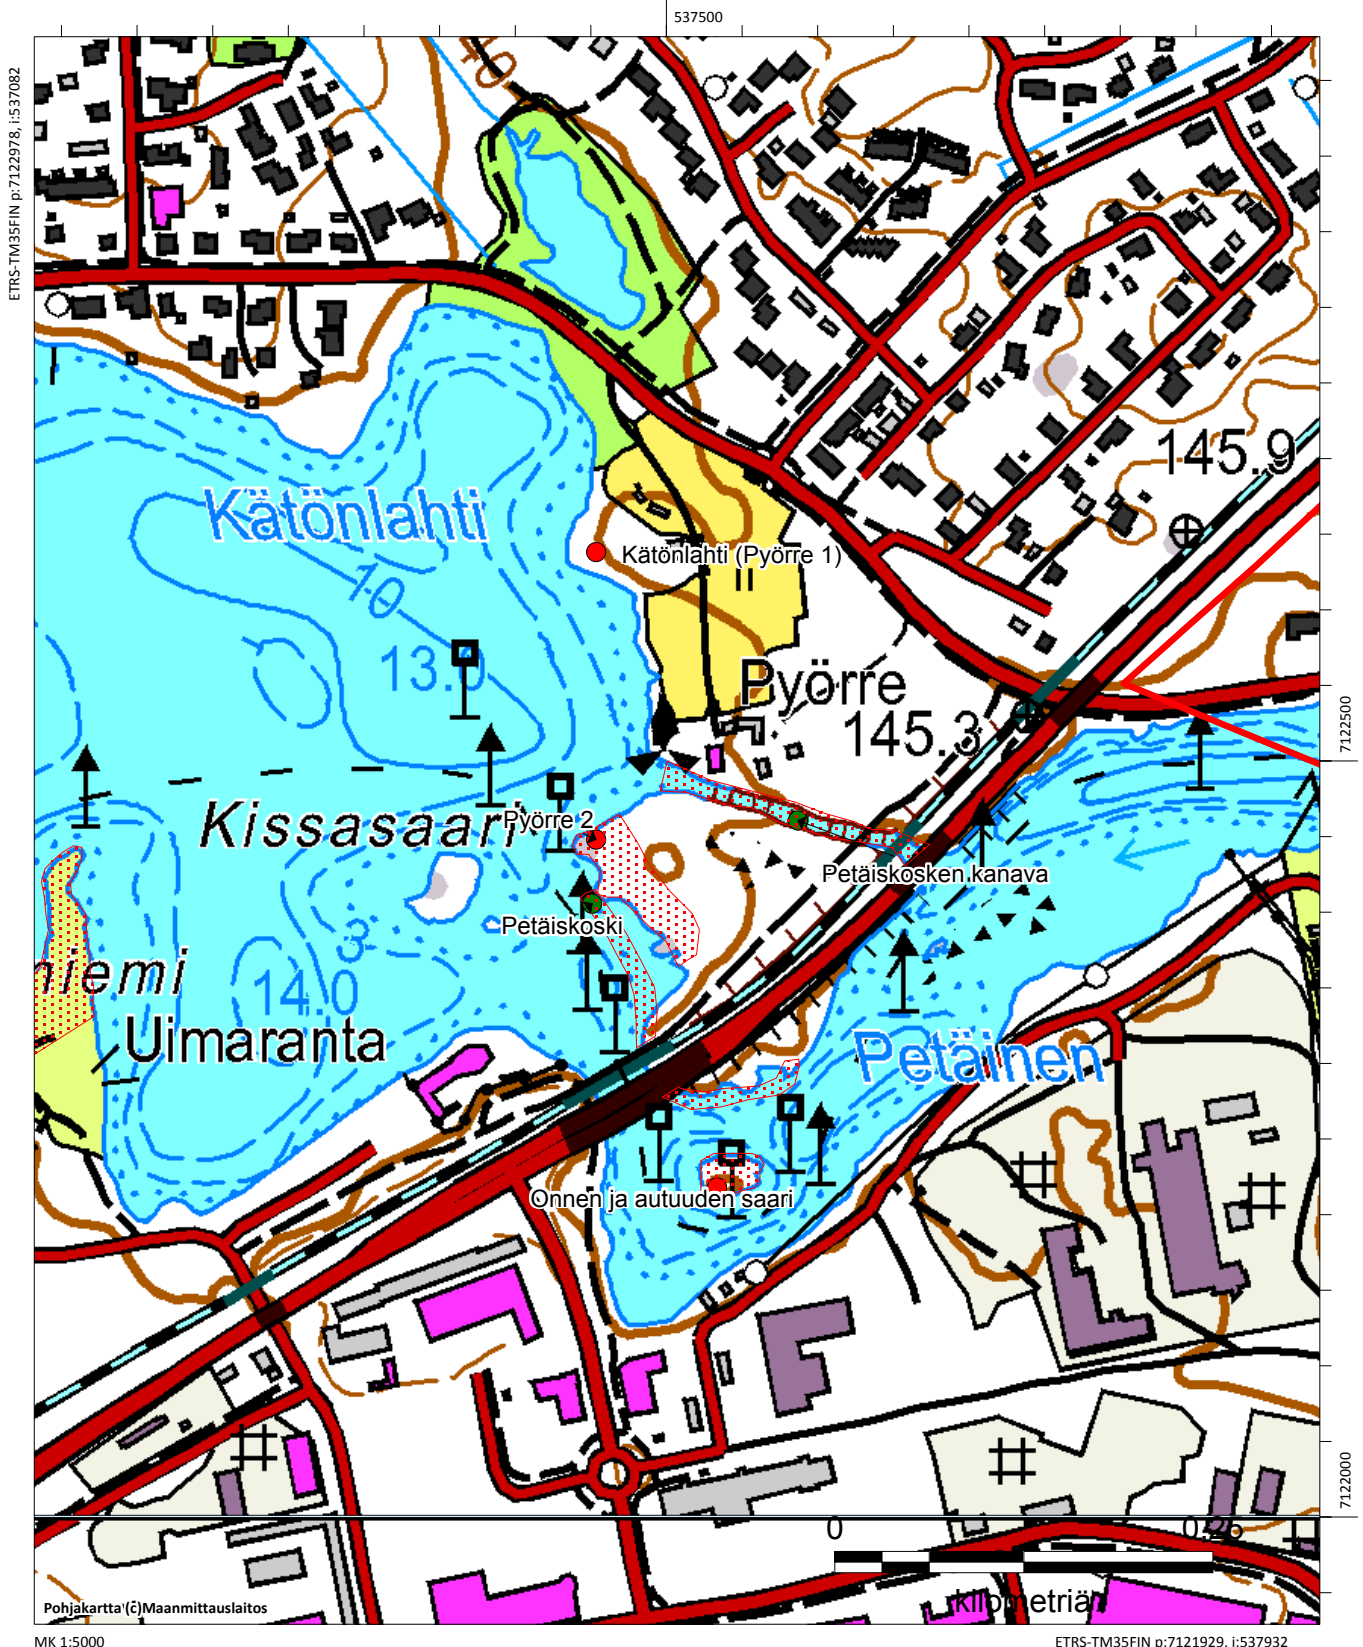 537500
ETRS-TM35FIN p:7122978, i:537082
10
145.9
Kätönlahti
Kätönlahti (Pyörre 1)
10
13.0
Pyörre
145.3
7122500
Kissasaari
Pyörre 2
Petäiskosken kanava
Petäiskoski
3
niemi
14.0
Uimaranta
Petäinen
Onnen ja autuuden saari
7122000
0 0.25
kilometriä
Pohjakartta (c)Maanmittauslaitos
MK 1:5000
ETRS-TM35FIN p:7121929, i:537932